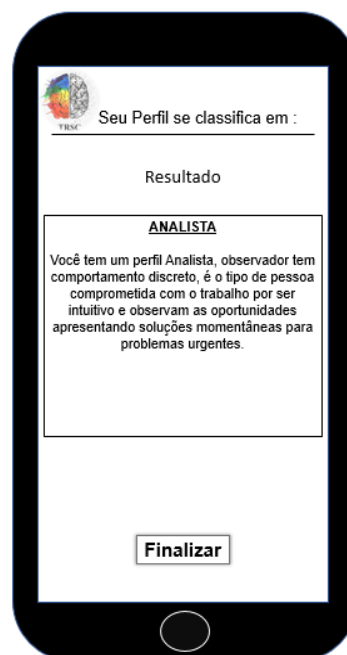 TRSC
Seu Perfil se classifica em :
Resultado
ANALISTA
Você tem um perfil Analista, observador tem
comportamento discreto, é o tipo de pessoa
comprometida com o trabalho por ser
intuitivo e observam as oportunidades
apresentando soluções momentâneas para
problemas urgentes.
Finalizar